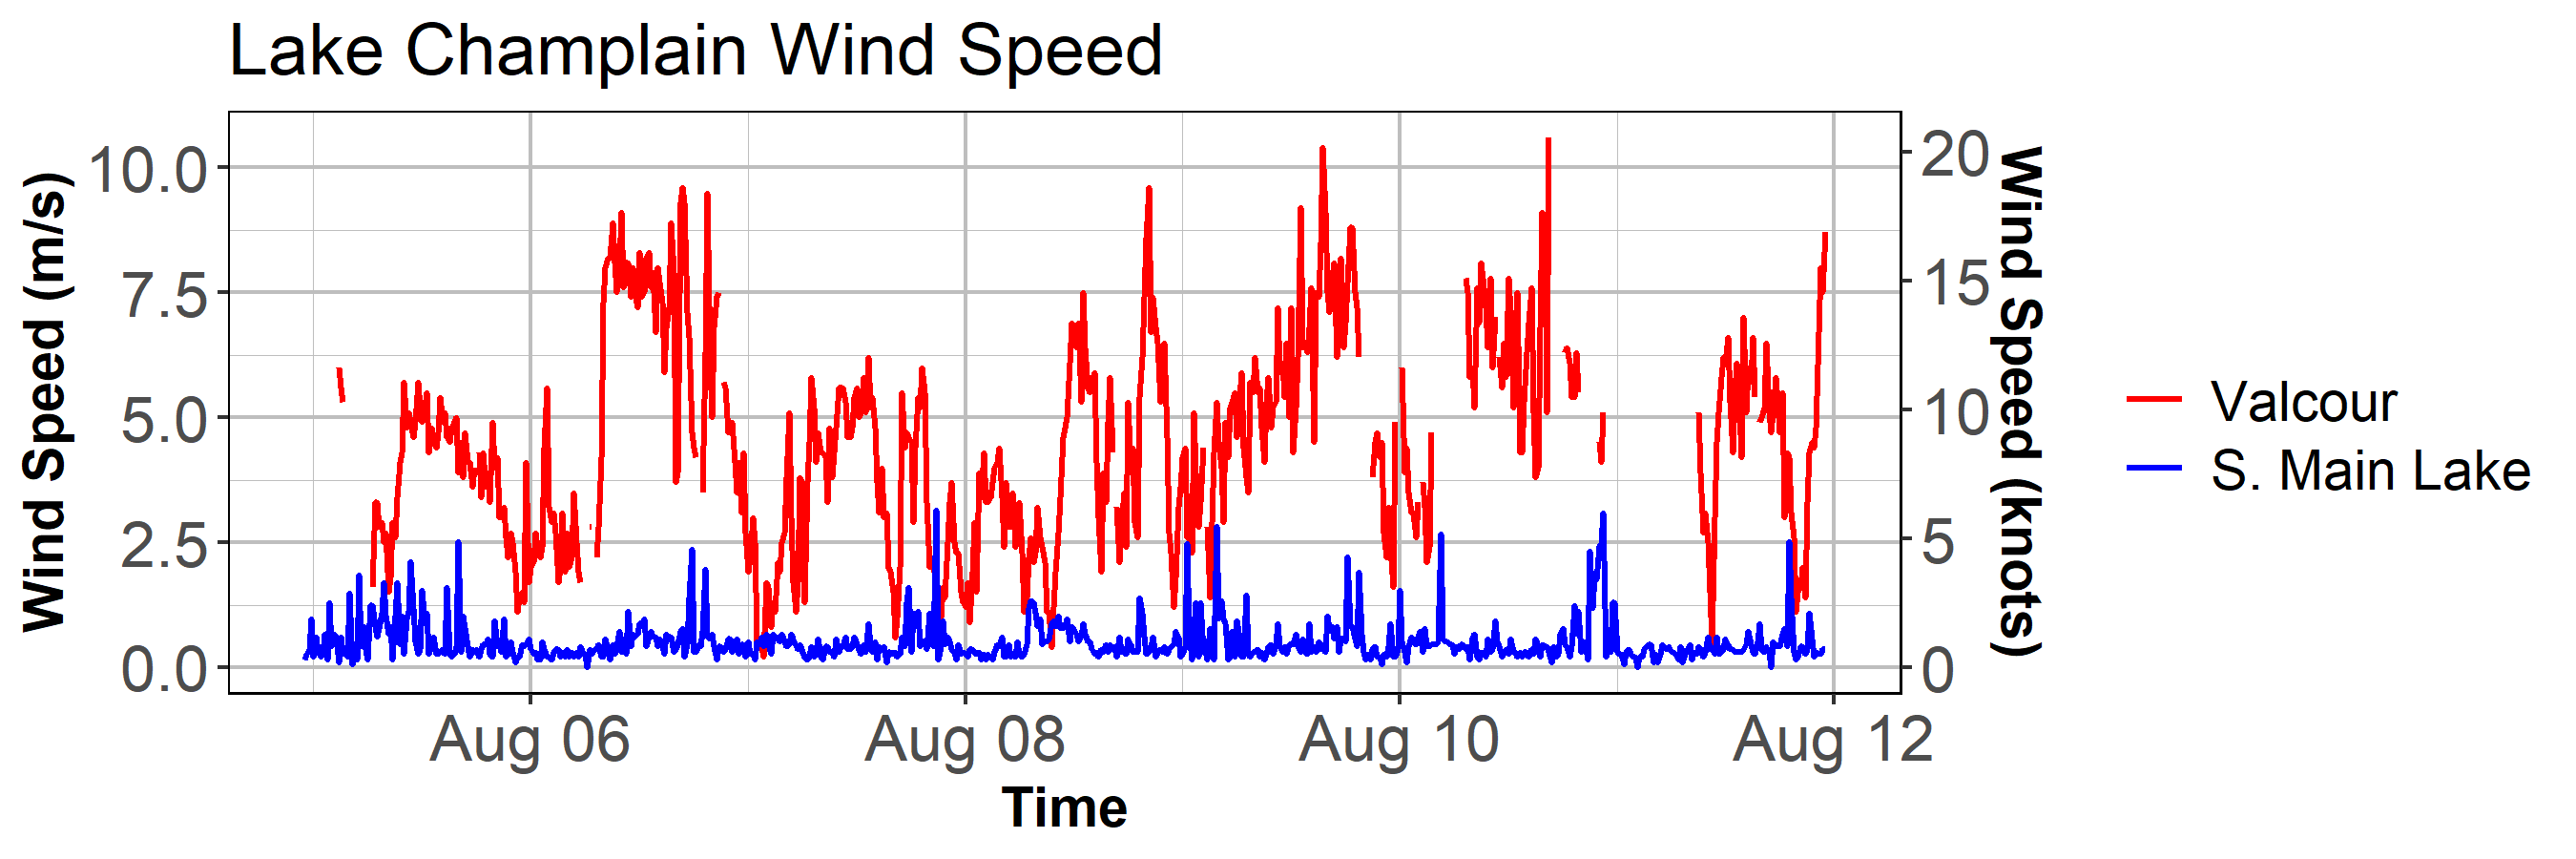 Lake Champlain Wind Speed
Wind Speed (m/s)
10.0
7.5
5.0
2.5
0.0
20
15
10
5
0
Wind Speed (knots)
Aug 06
Aug 08
Aug 10
Aug 12
Time
Valcour
S. Main Lake